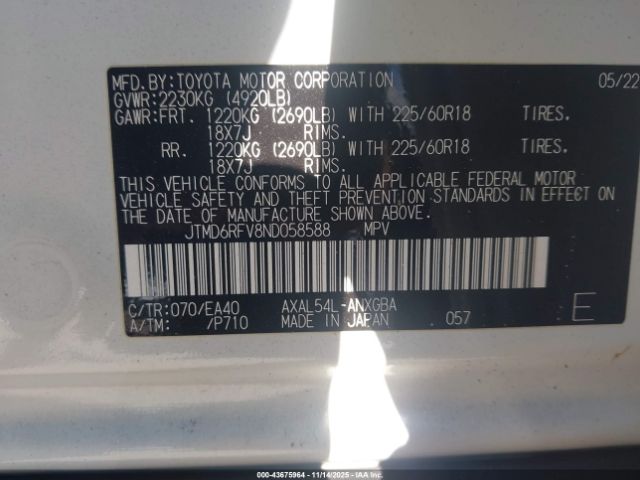 MFD.BY:TOYOTA MOTOR CORPORATION 05/22
GVWR:2230KG (4920LB)
GAWR:FRT. 1220KG (2690LB) WITH 225/60R18 TIRES.
18X7J RIMS.
RR. 1220KG (2690LB) WITH 225/60R18 TIRES.
18X7J RIMS.
THIS VEHICLE CONFORMS TO ALL APPLICABLE FEDERAL MOTOR
VEHICLE SAFETY AND THEFT PREVENTION STANDARDS IN EFFECT ON
THE DATE OF MANUFACTURE SHOWN ABOVE.
JTMD6RFV8ND058588 MPV
C/TR:070/EA40 AXAL54L-ANXGBA
A/TM: /P710 MADE IN JAPAN 057 E
000-43675964 - 11/14/2025 - IAAI.COM